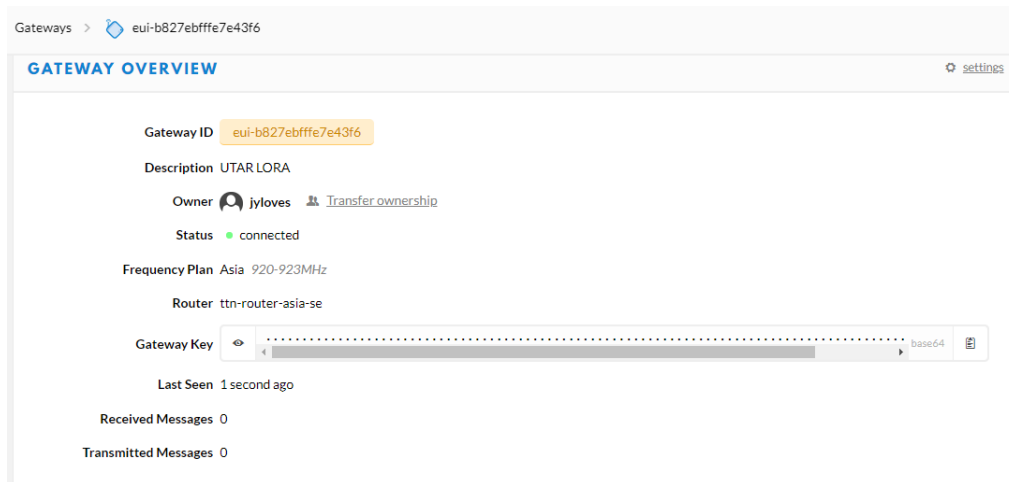 Gateways > eui-b827ebfffe7e43f6
GATEWAY OVERVIEW settings
Gateway ID eui-b827ebfffe7e43f6
Description UTAR LORA
Owner jyloves Transfer ownership
Status connected
Frequency Plan Asia 920-923MHz
Router ttn-router-asia-se
Gateway Key base64
Last Seen 1 second ago
Received Messages 0
Transmitted Messages 0